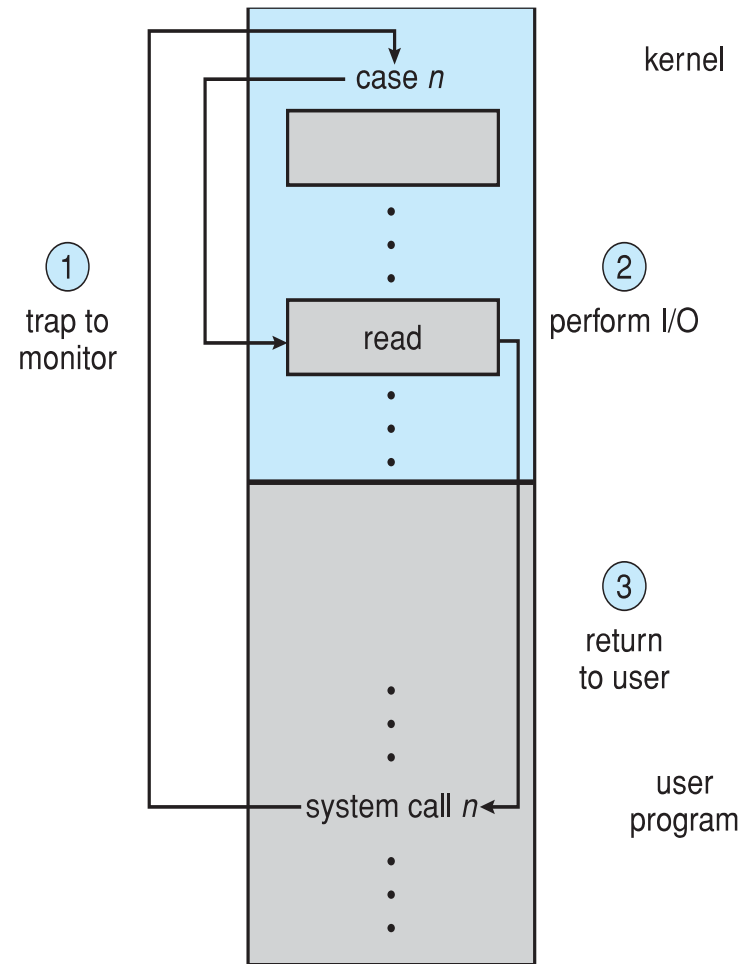 kernel
case n
1
trap to
monitor
2
perform I/O
read
3
return
to user
system call n
user
program